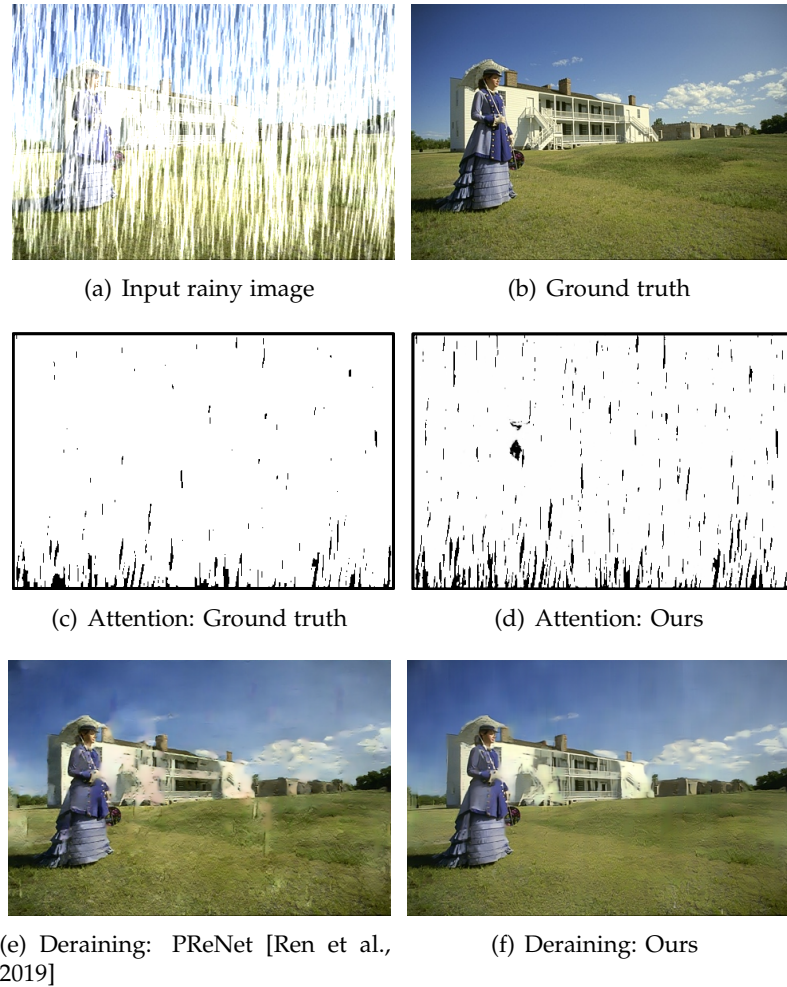 (a) Input rainy image
(b) Ground truth
(c) Attention: Ground truth
(d) Attention: Ours
(e) Deraining: PReNet [Ren et al.,
2019]
(f) Deraining: Ours